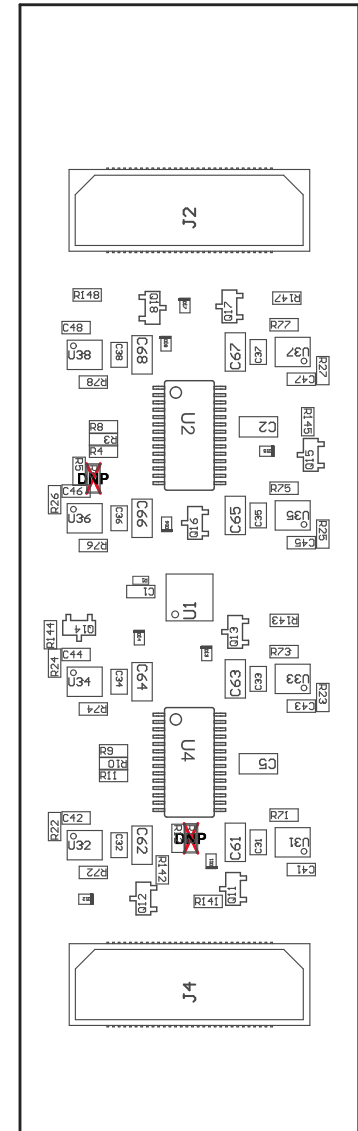 J2
R148
Q18
Q17
R147
C48
R77
U38
C38
C68
C67
C37
U37
R27
R78
C47
R8
R3
R4
U2
C2
R145
Q15
R5
DNP
C46
R26
R75
U36
C36
C66
Q16
C65
C35
U35
R25
R76
C45
C1
U1
R144
Q14
Q13
R143
R24
C44
R73
U34
C34
C64
C63
C33
U33
R23
R74
C43
R9
R10
R11
U4
C5
R22
C42
R71
DNP
U32
C32
C62
C61
C31
U31
R72
R142
C41
Q12
R141
Q11
J4